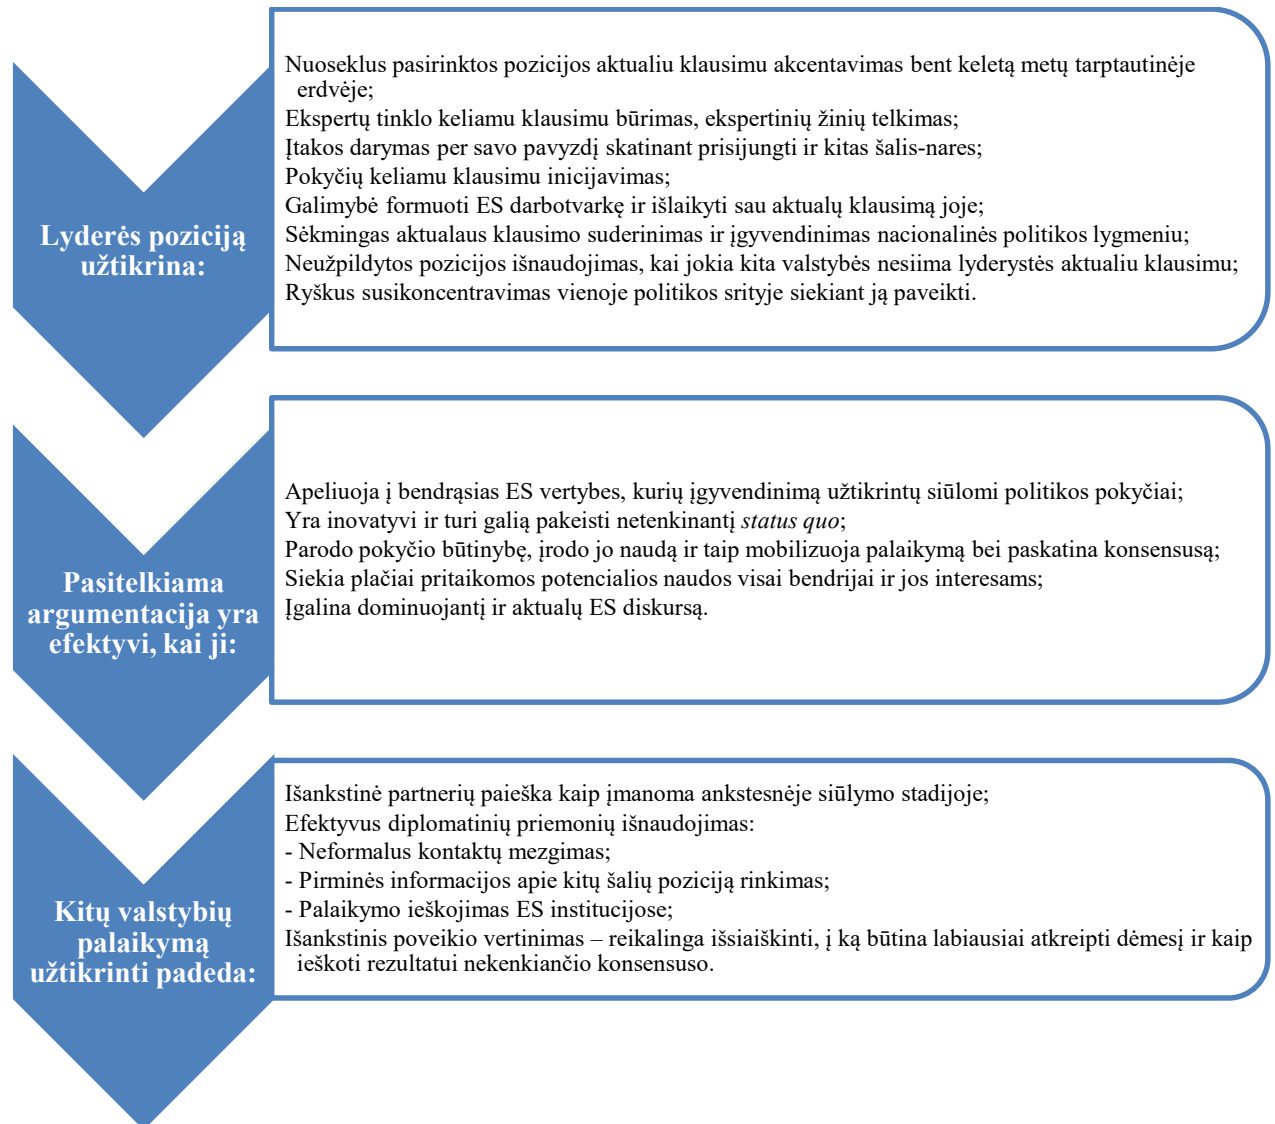 Lyderės poziciją
užtikrina:
Nuoseklus pasirinktos pozicijos aktualiu klausimu akcentavimas bent keletą metų tarptautinėje
erdvėje;
Ekspertų tinklo keliamu klausimu būrimas, ekspertinių žinių telkimas;
Įtakos darymas per savo pavyzdį skatinant prisijungti ir kitas šalis-nares;
Pokyčių keliamu klausimu inicijavimas;
Galimybė formuoti ES darbotvarkę ir išlaikyti sau aktualų klausimą joje;
Sėkmingas aktualaus klausimo suderinimas ir įgyvendinimas nacionalinės politikos lygmeniu;
Neužpildytos pozicijos išnaudojimas, kai jokia kita valstybės nesiima lyderystės aktualiu klausimu;
Ryškus susikoncentravimas vienoje politikos srityje siekiant ją paveikti.
Pasitelkiama
argumentacija yra
efektyvi, kai ji:
Apeliuoja į bendrąsias ES vertybes, kurių įgyvendinimą užtikrintų siūlomi politikos pokyčiai;
Yra inovatyvi ir turi galią pakeisti netenkinantį status quo;
Parodo pokyčio būtinybę, įrodo jo naudą ir taip mobilizuoja palaikymą bei paskatina konsensusą;
Siekia plačiai pritaikomos potencialios naudos visai bendrijai ir jos interesams;
Įgalina dominuojantį ir aktualų ES diskursą.
Kitų valstybių
palaikymą
užtikrinti padeda:
Išankstinė partnerių paieška kaip įmanoma ankstesnėje siūlymo stadijoje;
Efektyvus diplomatinių priemonių išnaudojimas:
- Neformalus kontaktų mezgimas;
- Pirminės informacijos apie kitų šalių poziciją rinkimas;
- Palaikymo ieškojimas ES institucijose;
Išankstinis poveikio vertinimas – reikalinga išsiaiškinti, į ką būtina labiausiai atkreipti dėmesį ir kaip
ieškoti rezultatui nekenkiančio konsensuso.